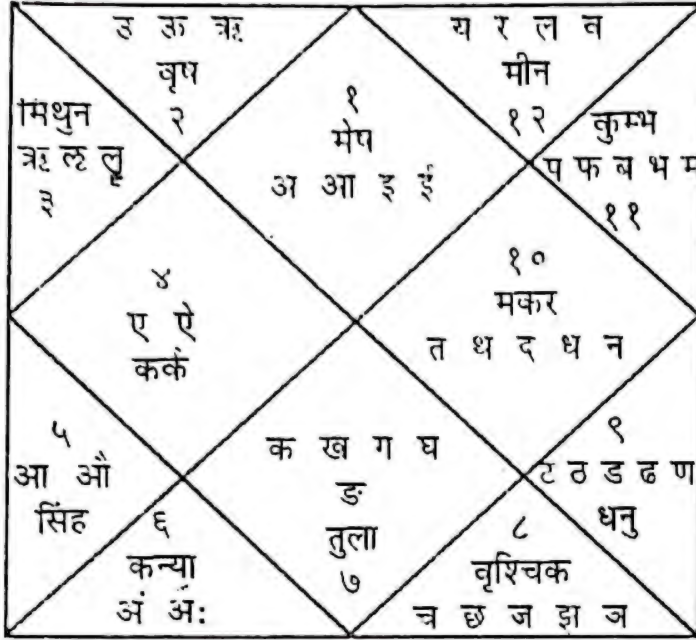 उ ऊ ऋ
वृष
२
य र ल व
मीन
१२
मिथुन
ऋ ऌ ॡ
३
१
मेष
अ आ इ ई
कुम्भ
प फ ब भ म
११
४
ए ऐ
कर्क
१०
मकर
त थ द ध न
५
आ औ
सिंह
क ख ग घ
ङ
तुला
७
९
ट ठ ड ढ ण
धनु
६
कन्या
अं अः
८
वृश्चिक
च छ ज झ ञ